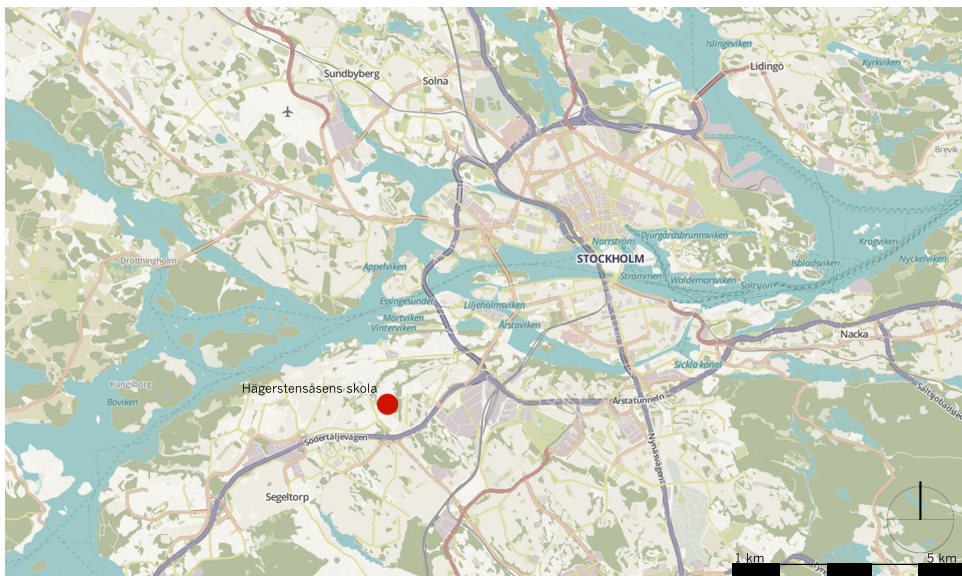 Islingeviken
Kyrkviken
Lidingö
Sundbyberg
Solna
Brevik
Djurgårdsbrunnsviken
Norrström
Krogviken
Drottningholm
STOCKHOLM
Nyckelviken
Appelviken
Isbladsviken
Strömmen
Waldemarsviken
Saltsjön
Essingesundet
Liljeholmsviken
Mörtviken
Årstaviken
Vinterviken
Nacka
Sickla kanal
Kungsborg
Hägerstensåsens skola
Boviken
Årstatunneln
Södertäljevägen
Nynäsvägen
Segeltorp
1 km
5 km